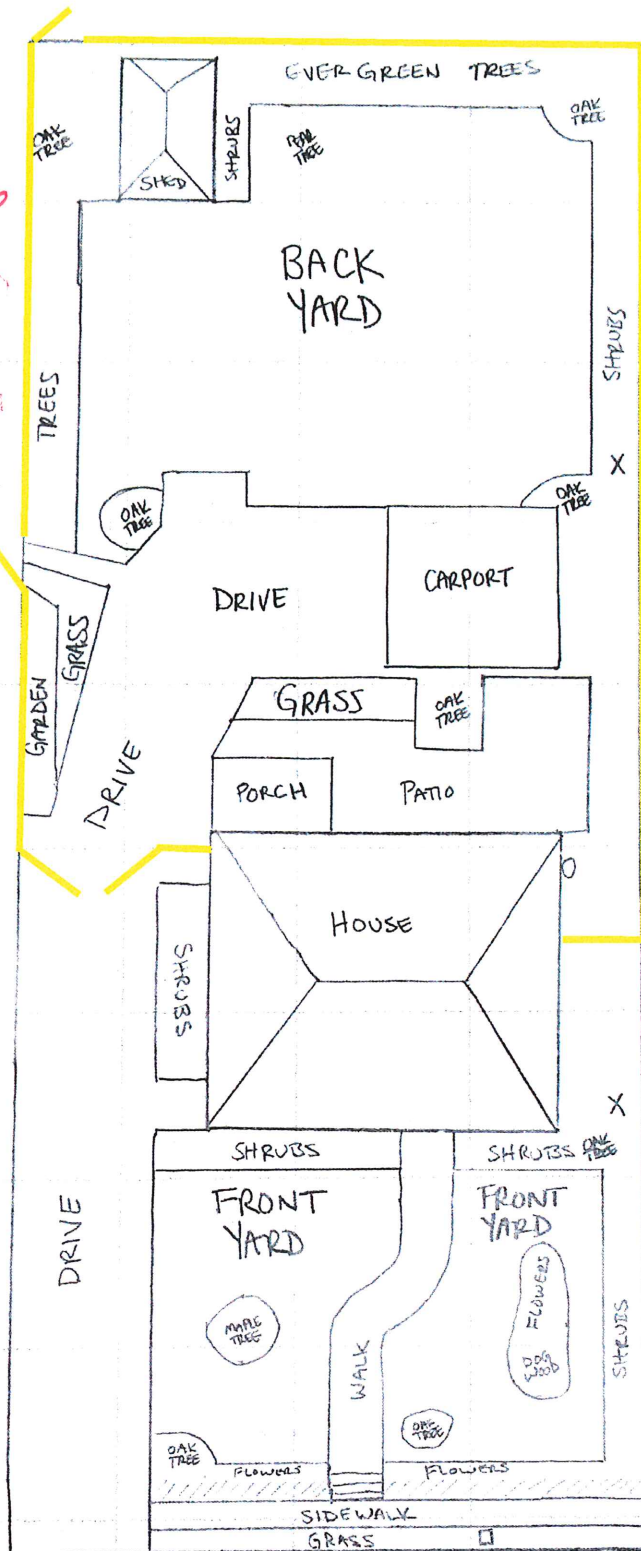 EVERGREEN TREES
OAK
TREE
OAK
TREE
SHED
SHRUBS
PEAR
TREE
BACK
YARD
SHRUBS
TREES
X
OAK
TREE
OAK
TREE
DRIVE
CARPORT
GRASS
GARDEN
GRASS
OAK
TREE
DRIVE
PORCH
PATIO
O
HOUSE
SHRUBS
X
SHRUBS
SHRUBS
OAK
TREE
FRONT
YARD
FRONT
YARD
DRIVE
FLOWERS
DOG
WOOD
SHRUBS
MAPLE
TREE
WALK
OAK
TREE
OAK
TREE
FLOWERS
FLOWERS
SIDEWALK
GRASS